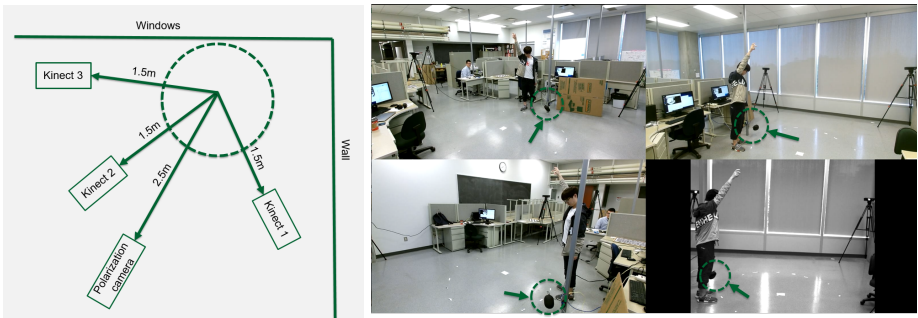 Windows
Kinect 3
1.5m
1.5m
2.5m
1.5m
Wall
Kinect 2
Kinect 1
Polarization
camera